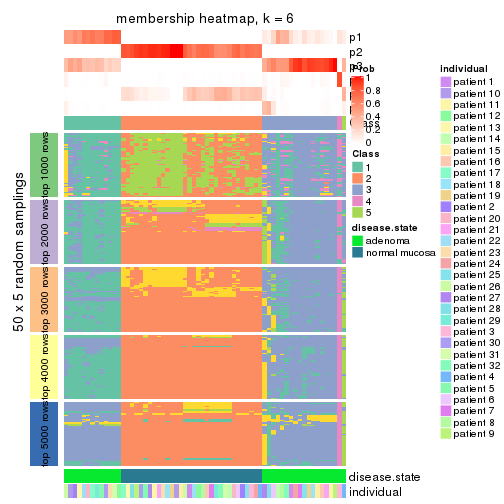 membership heatmap, k = 6
p1
p2
Prob
1
0.8
0.6
0.4
0.2
0
Class
1
2
3
4
5
disease.state
adenoma
normal mucosa
Individual
patient 1
patient 10
patient 11
patient 12
patient 13
patient 14
patient 15
patient 16
patient 17
patient 18
patient 19
patient 2
patient 20
patient 21
patient 22
patient 23
patient 24
patient 25
patient 26
patient 27
patient 28
patient 29
patient 3
patient 30
patient 31
patient 32
patient 4
patient 5
patient 6
patient 7
patient 8
patient 9
50 x 5 random samplings
top 1000 rows
top 2000 rows
top 3000 rows
top 4000 rows
top 5000 rows
disease.state
individual